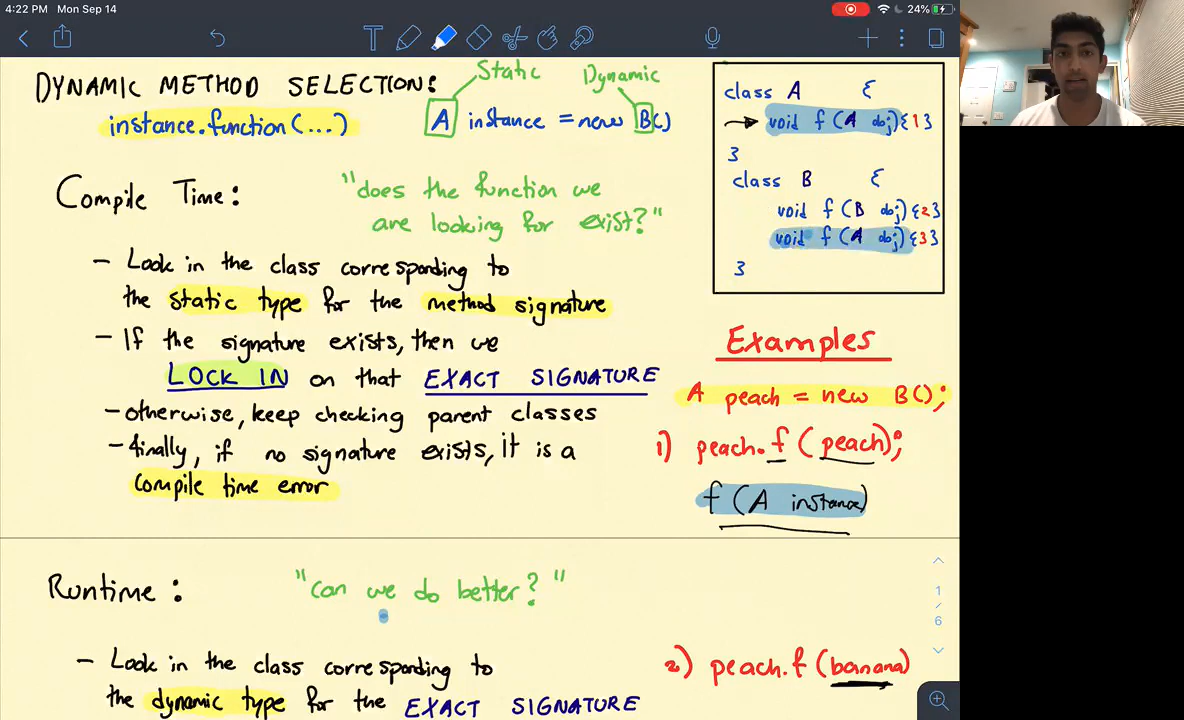 4:22 PM Mon Sep 14
24%
DYNAMIC METHOD SELECTION:
instance.function(...)
Static
Dynamic
A instance = new B()
Compile Time:
"does the function we
are looking for exist?"
- Look in the class corresponding to
the static type for the method signature
- If the signature exists, then we
LOCK IN on that EXACT SIGNATURE
- otherwise, keep checking parent classes
- finally, if no signature exists, it is a
compile time error
class A {
void f (A obj) {1}
}
class B {
void f (B obj) {2}
void f (A obj) {3}
}
Examples
A peach = new B();
1) peach.f (peach);
f (A instance)
Runtime:
"can we do better?"
- Look in the class corresponding to
the dynamic type for the EXACT SIGNATURE
2) peach.f (banana)
1
/
6